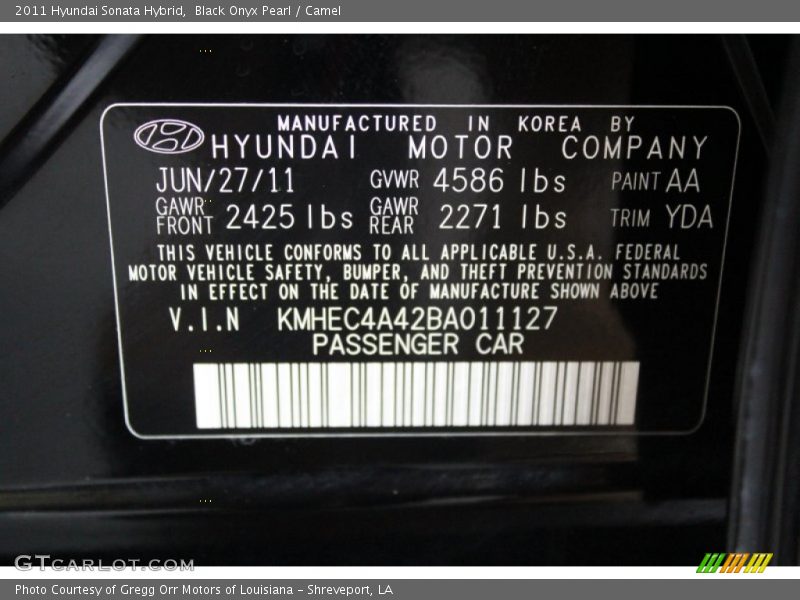 2011 Hyundai Sonata Hybrid, Black Onyx Pearl / Camel
MANUFACTURED IN KOREA BY
HYUNDAI MOTOR COMPANY
JUN/27/11 GVWR 4586 lbs PAINT AA
GAWR FRONT 2425 lbs GAWR REAR 2271 lbs TRIM YDA
THIS VEHICLE CONFORMS TO ALL APPLICABLE U.S.A. FEDERAL
MOTOR VEHICLE SAFETY, BUMPER, AND THEFT PREVENTION STANDARDS
IN EFFECT ON THE DATE OF MANUFACTURE SHOWN ABOVE
V.I.N KMHEC4A42BA011127
PASSENGER CAR
GTCARLOT.COM
Photo Courtesy of Gregg Orr Motors of Louisiana - Shreveport, LA